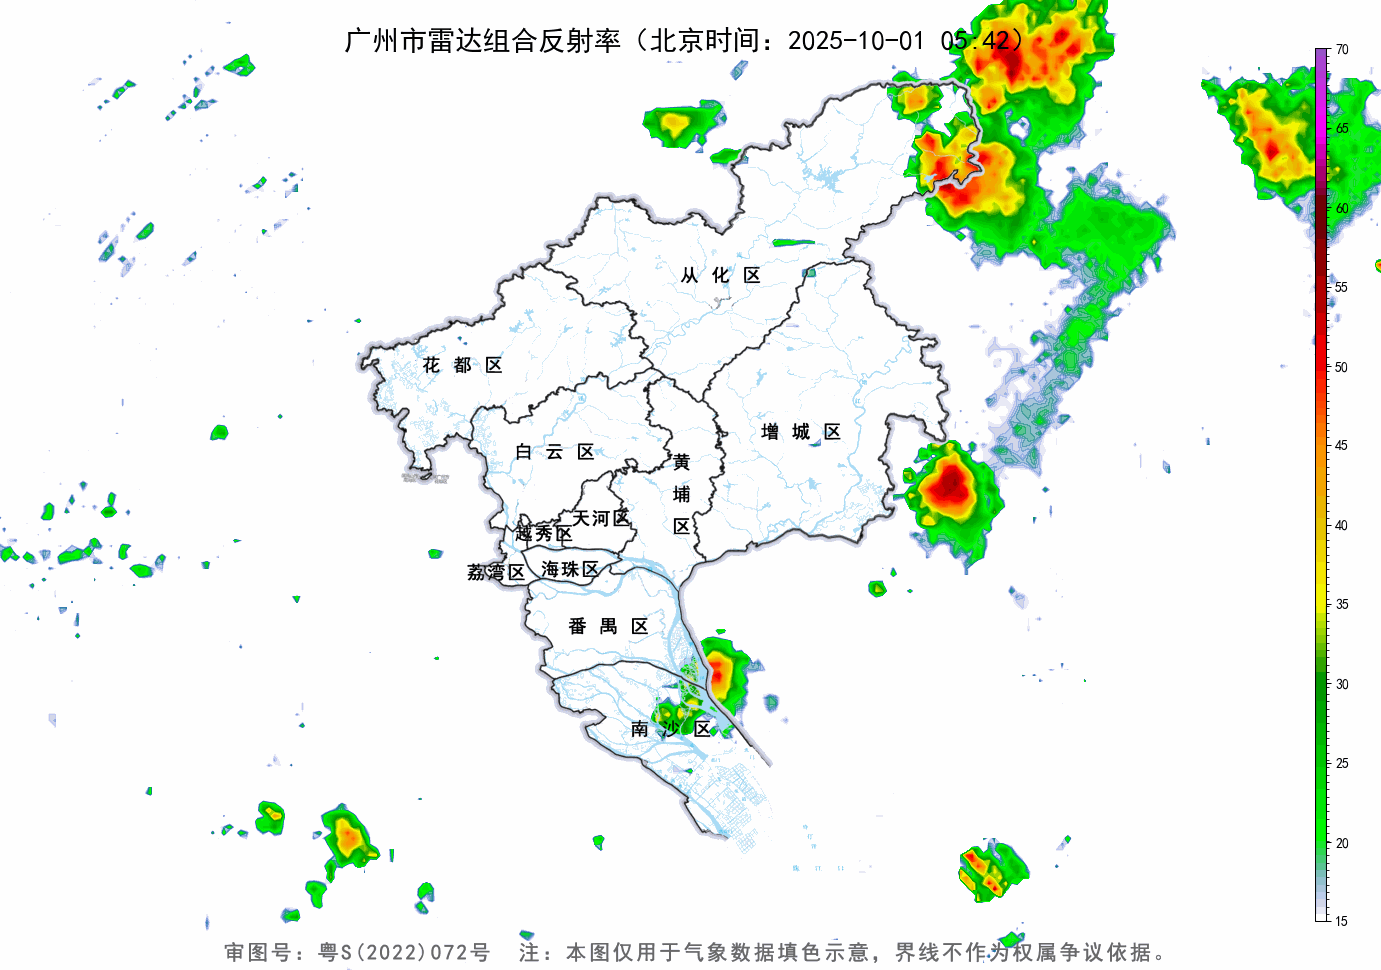 广州市雷达组合反射率（北京时间：2025-10-01 05:42）
70
65
60
55
50
45
40
35
30
25
20
15
从化区
花都区
增城区
白云区
黄埔区
天河区
越秀区
荔湾区
海珠区
番禺区
南沙区
审图号：粤S(2022)072号 注：本图仅用于气象数据填色示意，界线不作为权属争议依据。